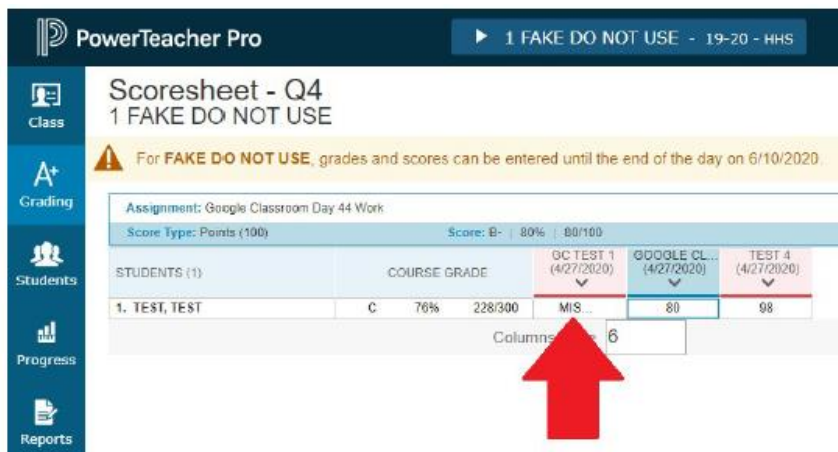 PowerTeacher Pro
1 FAKE DO NOT USE - 19-20 - HHS
Class
Grading
Students
Progress
Reports
Scoresheet - Q4
1 FAKE DO NOT USE
For FAKE DO NOT USE, grades and scores can be entered until the end of the day on 6/10/2020.
Assignment: Google Classroom Day 44 Work
Score Type: Points (100) Score: B- | 80% | 80/100
STUDENTS (1) COURSE GRADE GC TEST 1 (4/27/2020) GOOGLE CL... (4/27/2020) TEST 4 (4/27/2020)
1. TEST, TEST C 76% 228/300 MIS... 80 98
6